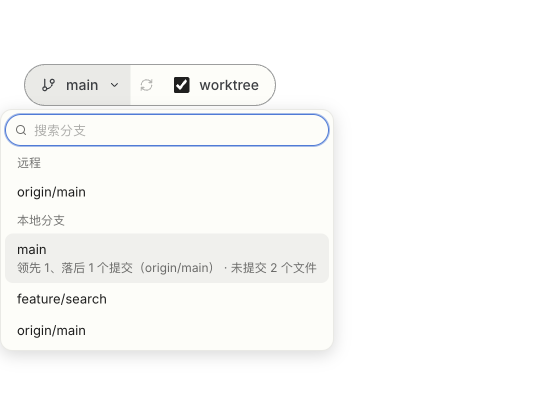 main
worktree
搜索分支
远程
origin/main
本地分支
main
领先 1、落后 1 个提交（origin/main） · 未提交 2 个文件
feature/search
origin/main